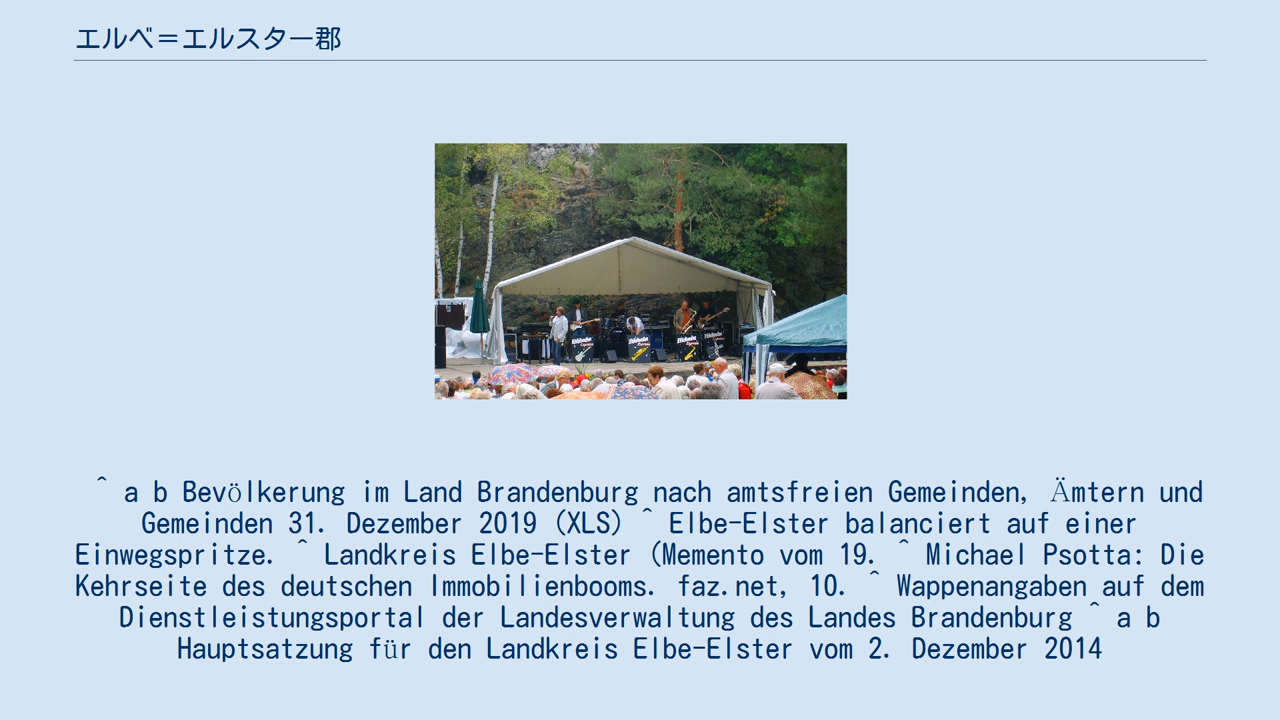 エルベ＝エルスター郡
^ a b Bevölkerung im Land Brandenburg nach amtsfreien Gemeinden, Ämtern und
Gemeinden 31. Dezember 2019 (XLS) ^ Elbe-Elster balanciert auf einer
Einwegspritze. ^ Landkreis Elbe-Elster (Memento vom 19. ^ Michael Psotta: Die
Kehrseite des deutschen Immobilienbooms. faz.net, 10. ^ Wappenangaben auf dem
Dienstleistungsportal der Landesverwaltung des Landes Brandenburg ^ a b
Hauptsatzung für den Landkreis Elbe-Elster vom 2. Dezember 2014